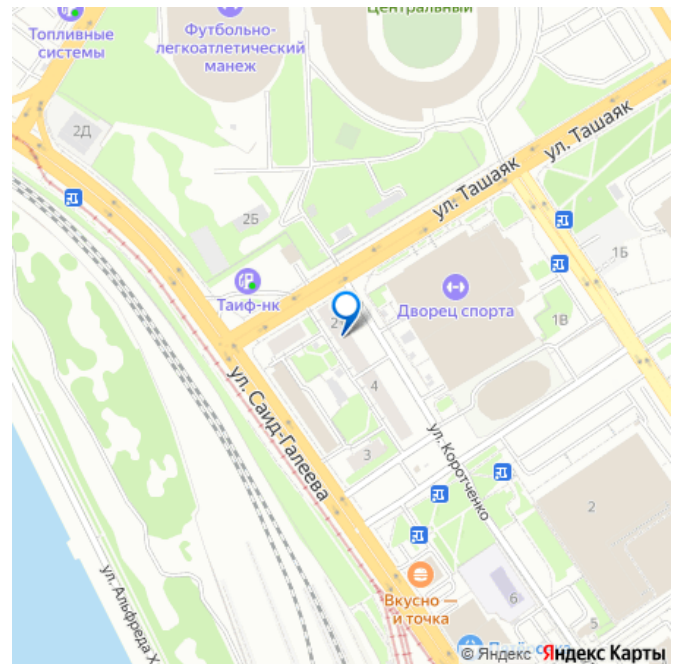 Центральный
Топливные
системы
Футбольно-
легкоатлетический
манеж
2Д
ул. Ташаяк
ул. Ташаяк
2Б
1Б
Таиф-нк
Дворец спорта
1В
2
4
ул. Саид-Галеева
ул. Коротченко
3
2
ул. Альфреда Х
Вкусно —
и точка
6
5
© Яндекс Яндекс Карты